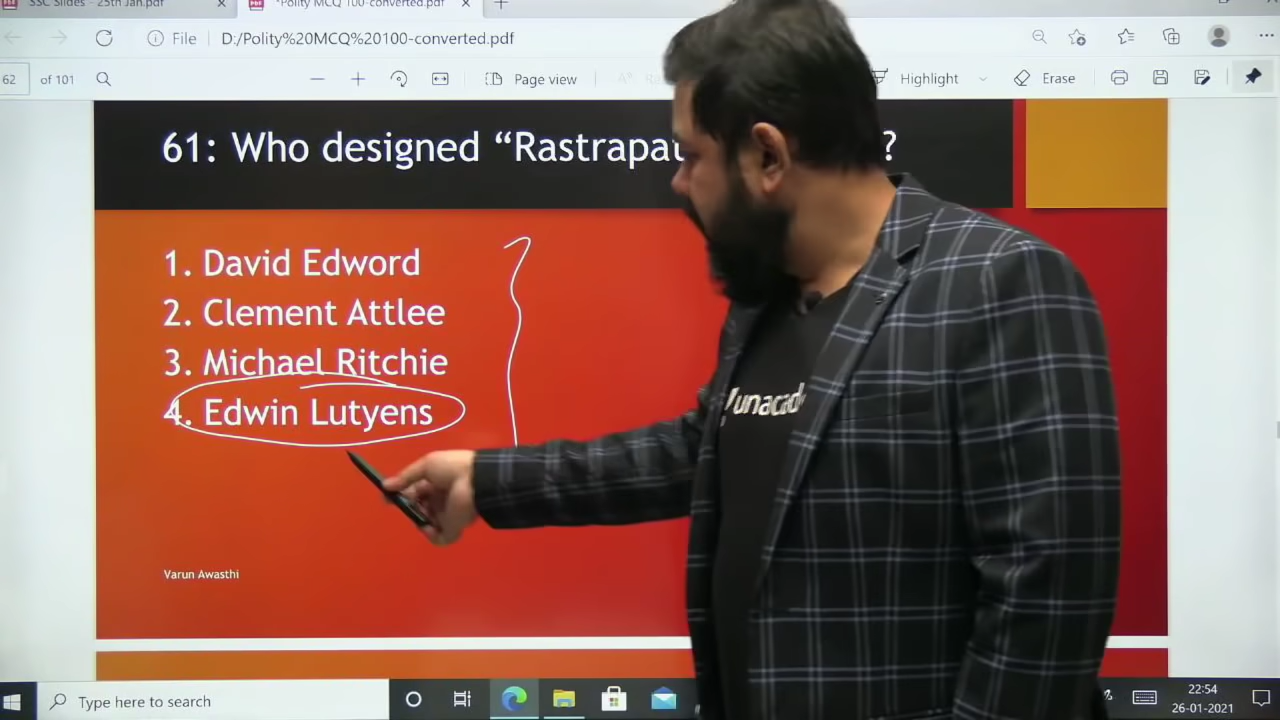 SSC Slides - 25th Jan.pdf
*Polity MCQ 100-converted.pdf
File D:/Polity%20MCQ%20100-converted.pdf
62 of 101 Page view Highlight Erase
61: Who designed “Rastrapat ?
1. David Edword
2. Clement Attlee
3. Michael Ritchie
4. Edwin Lutyens
unacad
Varun Awasthi
Type here to search
22:54
26-01-2021